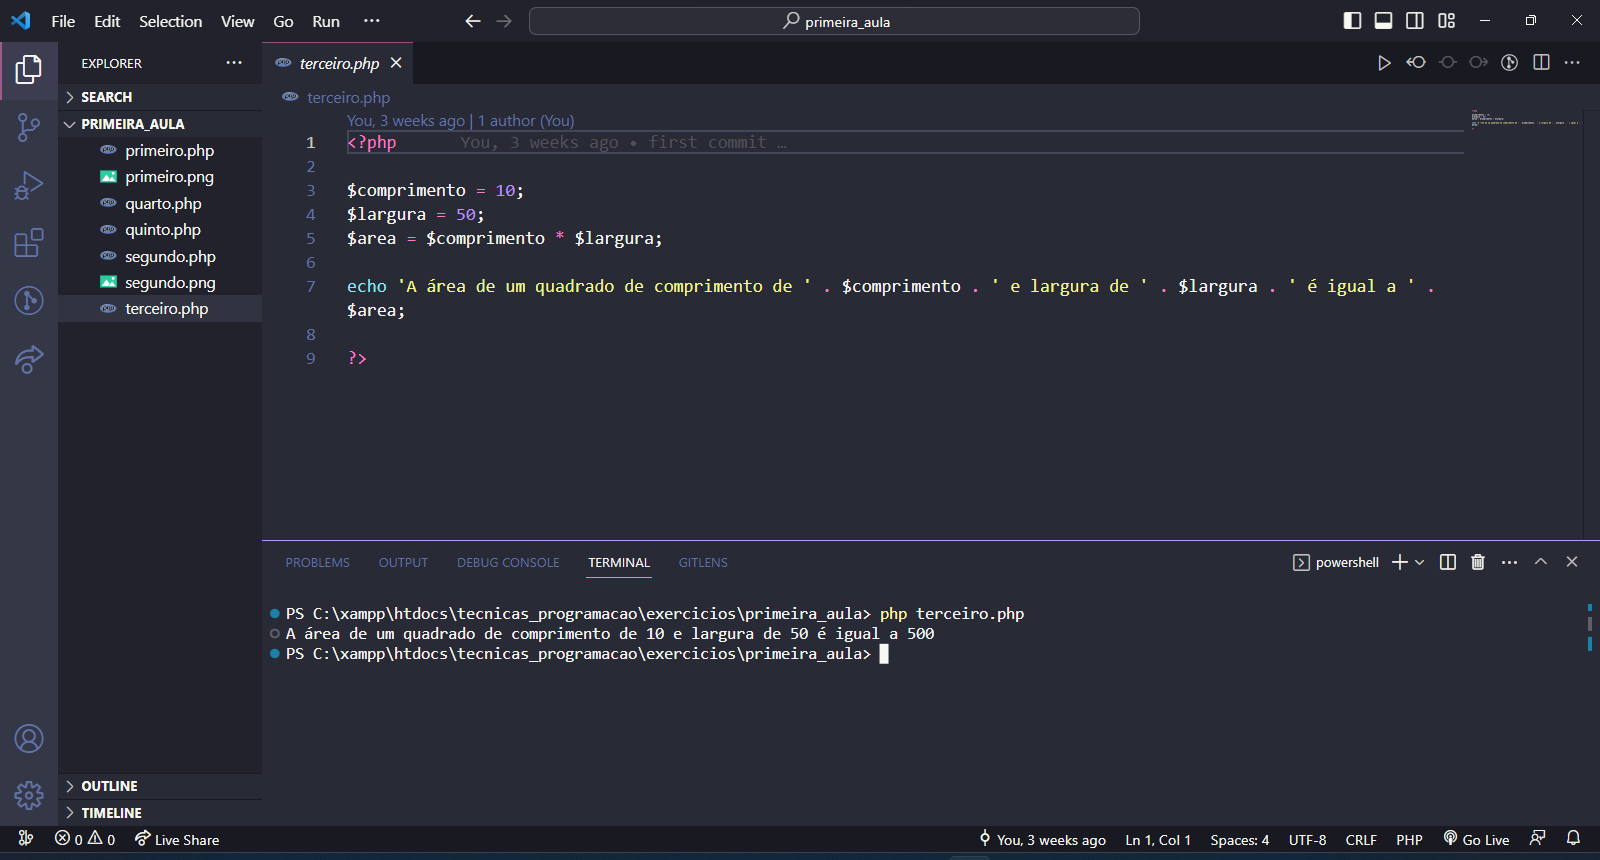 File Edit Selection View Go Run ···
primeira_aula
EXPLORER ···
SEARCH
PRIMEIRA_AULA
primeiro.php
primeiro.png
quarto.php
quinto.php
segundo.php
segundo.png
terceiro.php
OUTLINE
TIMELINE
terceiro.php
terceiro.php
You, 3 weeks ago | 1 author (You)
1 <?php You, 3 weeks ago • first commit …
2
3 $comprimento = 10;
4 $largura = 50;
5 $area = $comprimento * $largura;
6
7 echo 'A área de um quadrado de comprimento de ' . $comprimento . ' e largura de ' . $largura . ' é igual a ' .
$area;
8
9 ?>
PROBLEMS OUTPUT DEBUG CONSOLE TERMINAL GITLENS
powershell
PS C:\xampp\htdocs\tecnicas_programacao\exercicios\primeira_aula> php terceiro.php
A área de um quadrado de comprimento de 10 e largura de 50 é igual a 500
PS C:\xampp\htdocs\tecnicas_programacao\exercicios\primeira_aula>
0 0 Live Share You, 3 weeks ago Ln 1, Col 1 Spaces: 4 UTF-8 CRLF PHP Go Live